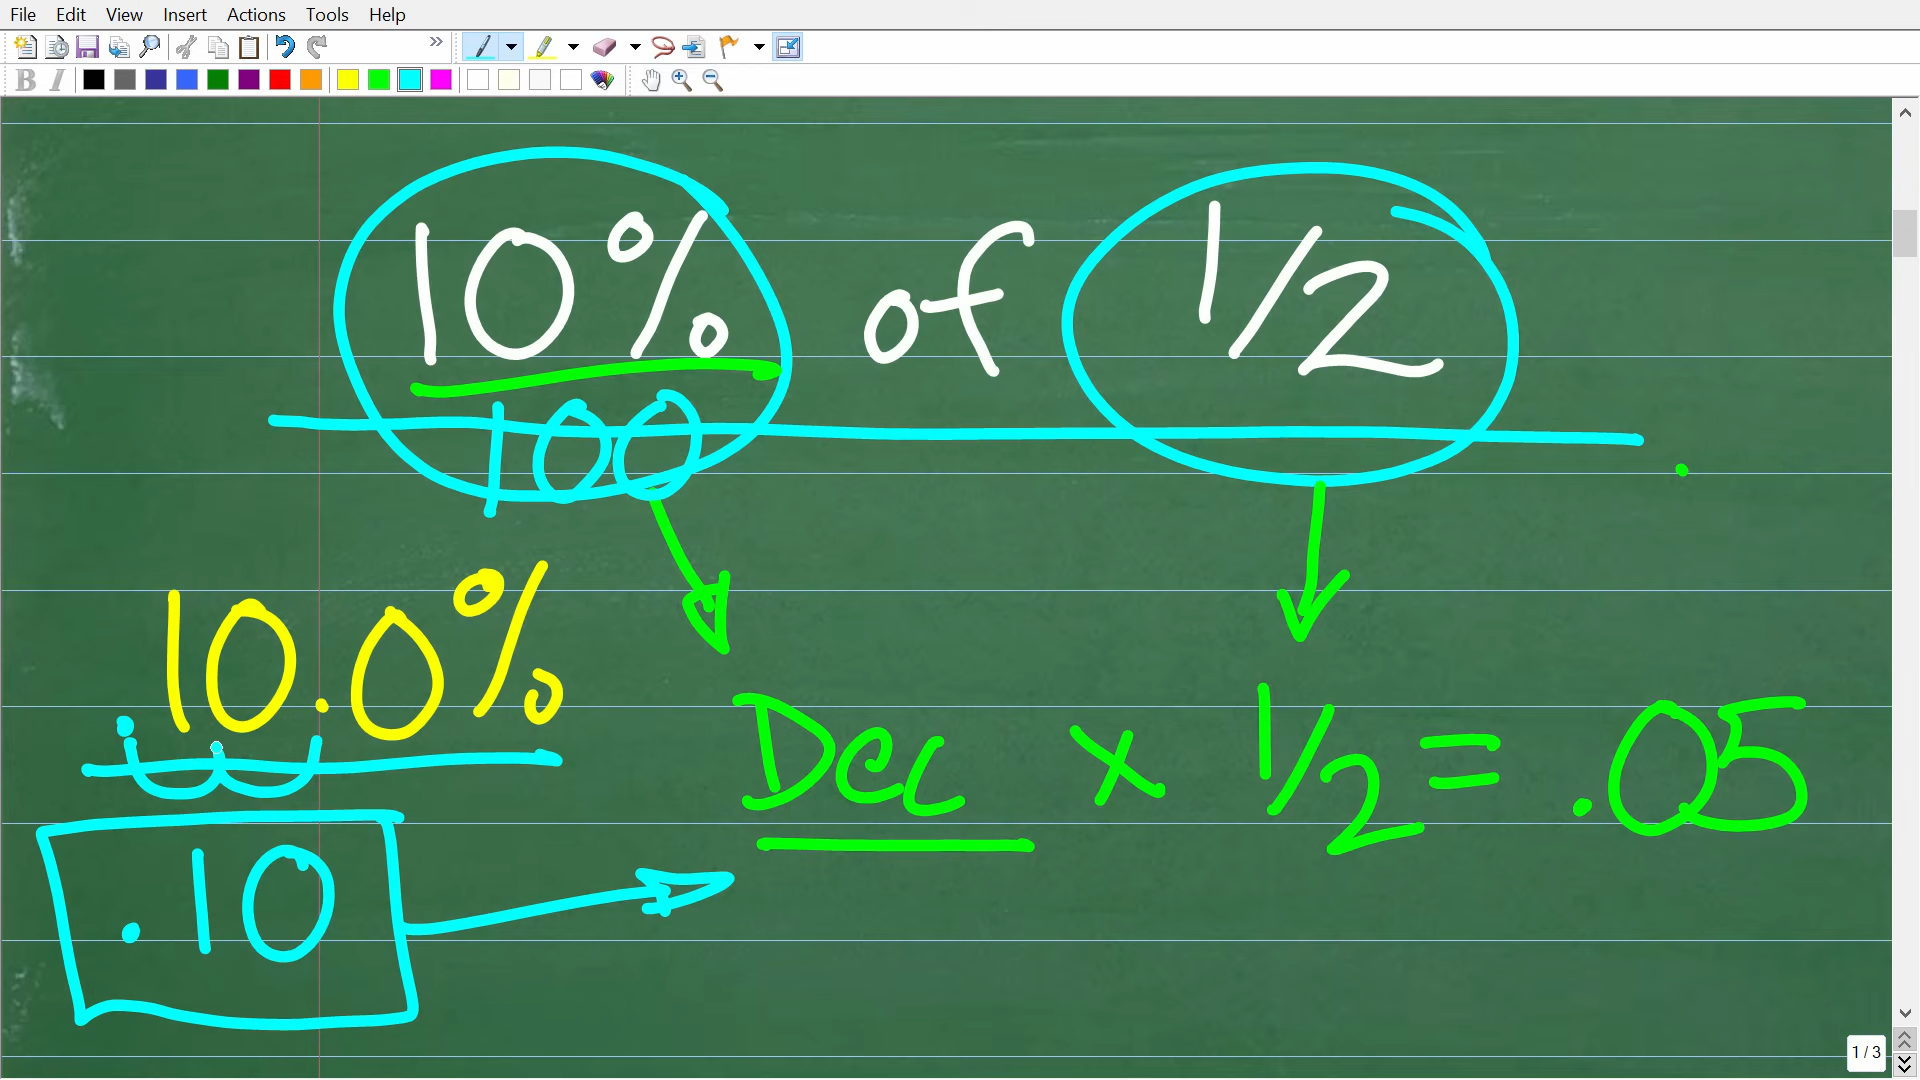 File Edit View Insert Actions Tools Help
B I
10% of 1/2
100
10.0%
Dec x 1/2 = .05
.10
1 / 3